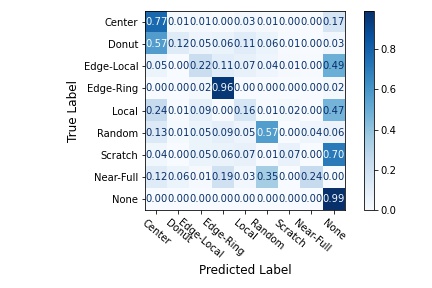 Center 0.77 0.01 0.01 0.00 0.03 0.01 0.00 0.00 0.17
Donut 0.57 0.12 0.05 0.06 0.11 0.06 0.01 0.00 0.03
Edge-Local 0.05 0.00 0.22 0.11 0.07 0.04 0.01 0.00 0.49
Edge-Ring 0.00 0.00 0.02 0.96 0.00 0.00 0.00 0.00 0.02
Local 0.24 0.01 0.09 0.00 0.16 0.01 0.02 0.00 0.47
Random 0.13 0.01 0.05 0.09 0.05 0.57 0.00 0.04 0.06
Scratch 0.04 0.00 0.05 0.06 0.07 0.01 0.07 0.00 0.70
Near-Full 0.12 0.06 0.01 0.19 0.03 0.35 0.00 0.24 0.00
None 0.00 0.00 0.00 0.00 0.00 0.00 0.00 0.00 0.99
True Label
Center Donut Edge-Local Edge-Ring Local Random Scratch Near-Full None
Predicted Label
0.8
0.6
0.4
0.2
0.0